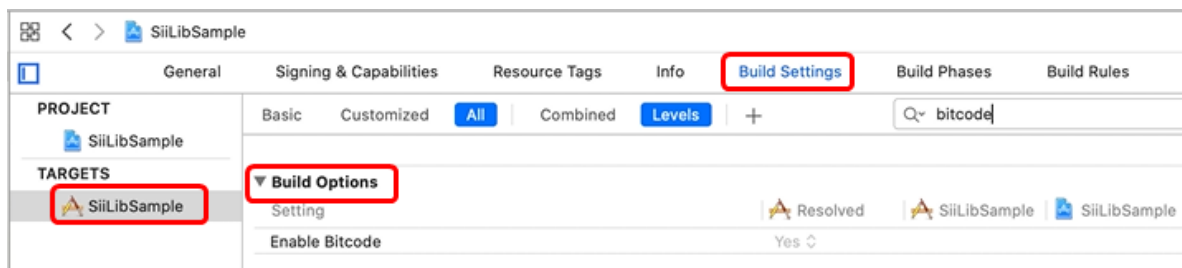 SiiLibSample
General Signing & Capabilities Resource Tags Info Build Settings Build Phases Build Rules
PROJECT
Basic Customized All Combined Levels + bitcode
SiiLibSample
TARGETS
Build Options
SiiLibSample
Setting Resolved SiiLibSample SiiLibSample
Enable Bitcode Yes